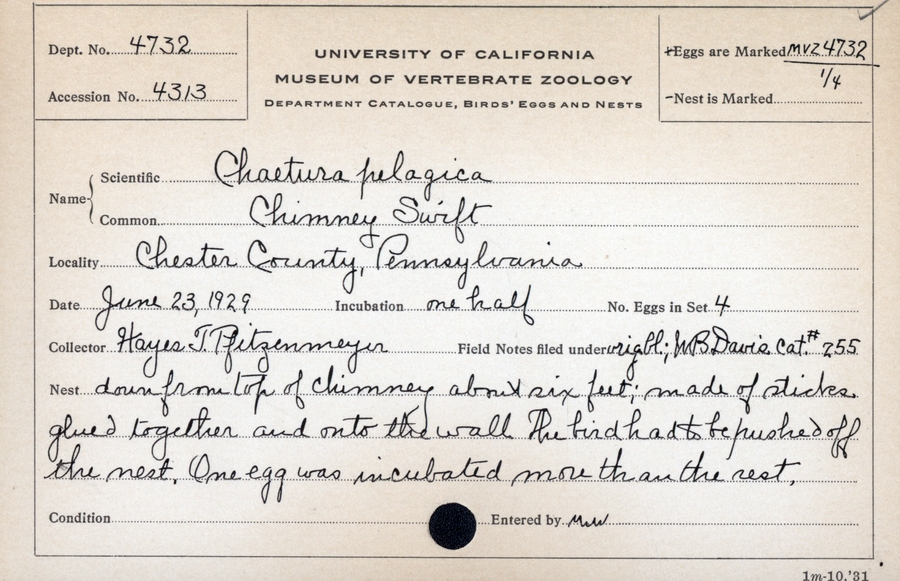 Dept. No. 4732
Accession No. 4313
UNIVERSITY OF CALIFORNIA
MUSEUM OF VERTEBRATE ZOOLOGY
DEPARTMENT CATALOGUE, BIRDS' EGGS AND NESTS
+Eggs are Marked MVZ4732
1/4
-Nest is Marked
Name
Scientific Chaetura pelagica
Common Chimney Swift
Locality Chester County, Pennsylvania
Date June 23, 1929 Incubation one half No. Eggs in Set 4
Collector Hayes T. Pfitzenmeyer Field Notes filed under W.B. Davis Cat.# 255
Nest down from top of chimney about six feet; made of sticks
glued together and onto the wall. The bird had to be pushed off
the nest. One egg was incubated more than the rest.
Condition Entered by
1m-10,'31